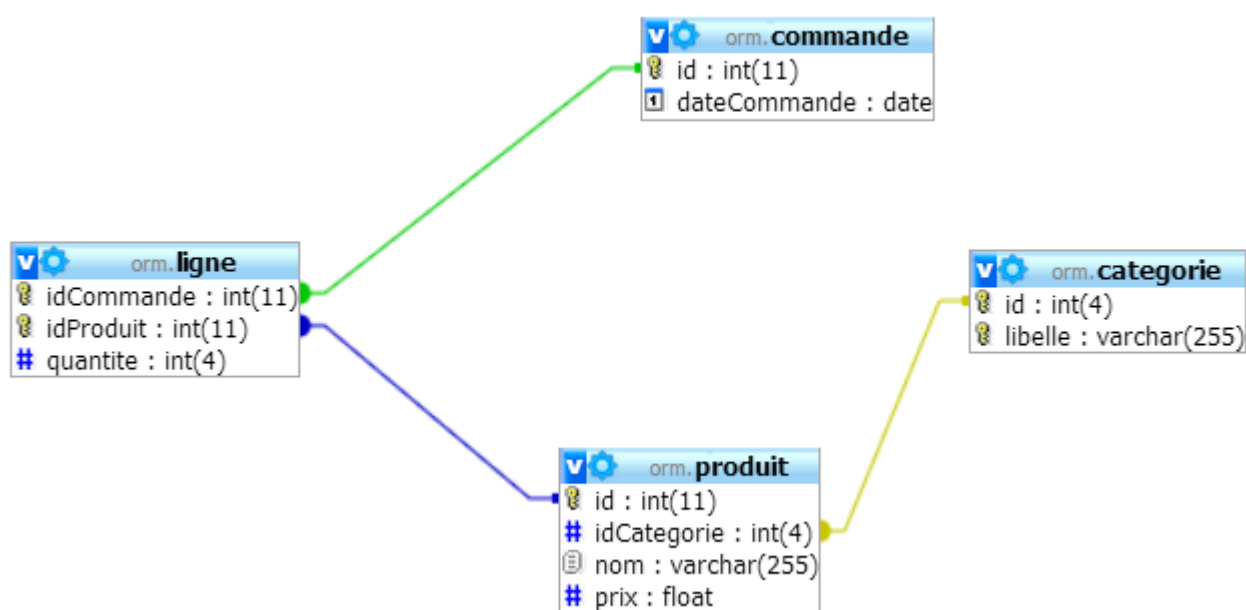 orm.commande
id : int(11)
dateCommande : date
orm.ligne
idCommande : int(11)
idProduit : int(11)
# quantite : int(4)
orm.categorie
id : int(4)
libelle : varchar(255)
orm.produit
id : int(11)
# idCategorie : int(4)
nom : varchar(255)
# prix : float